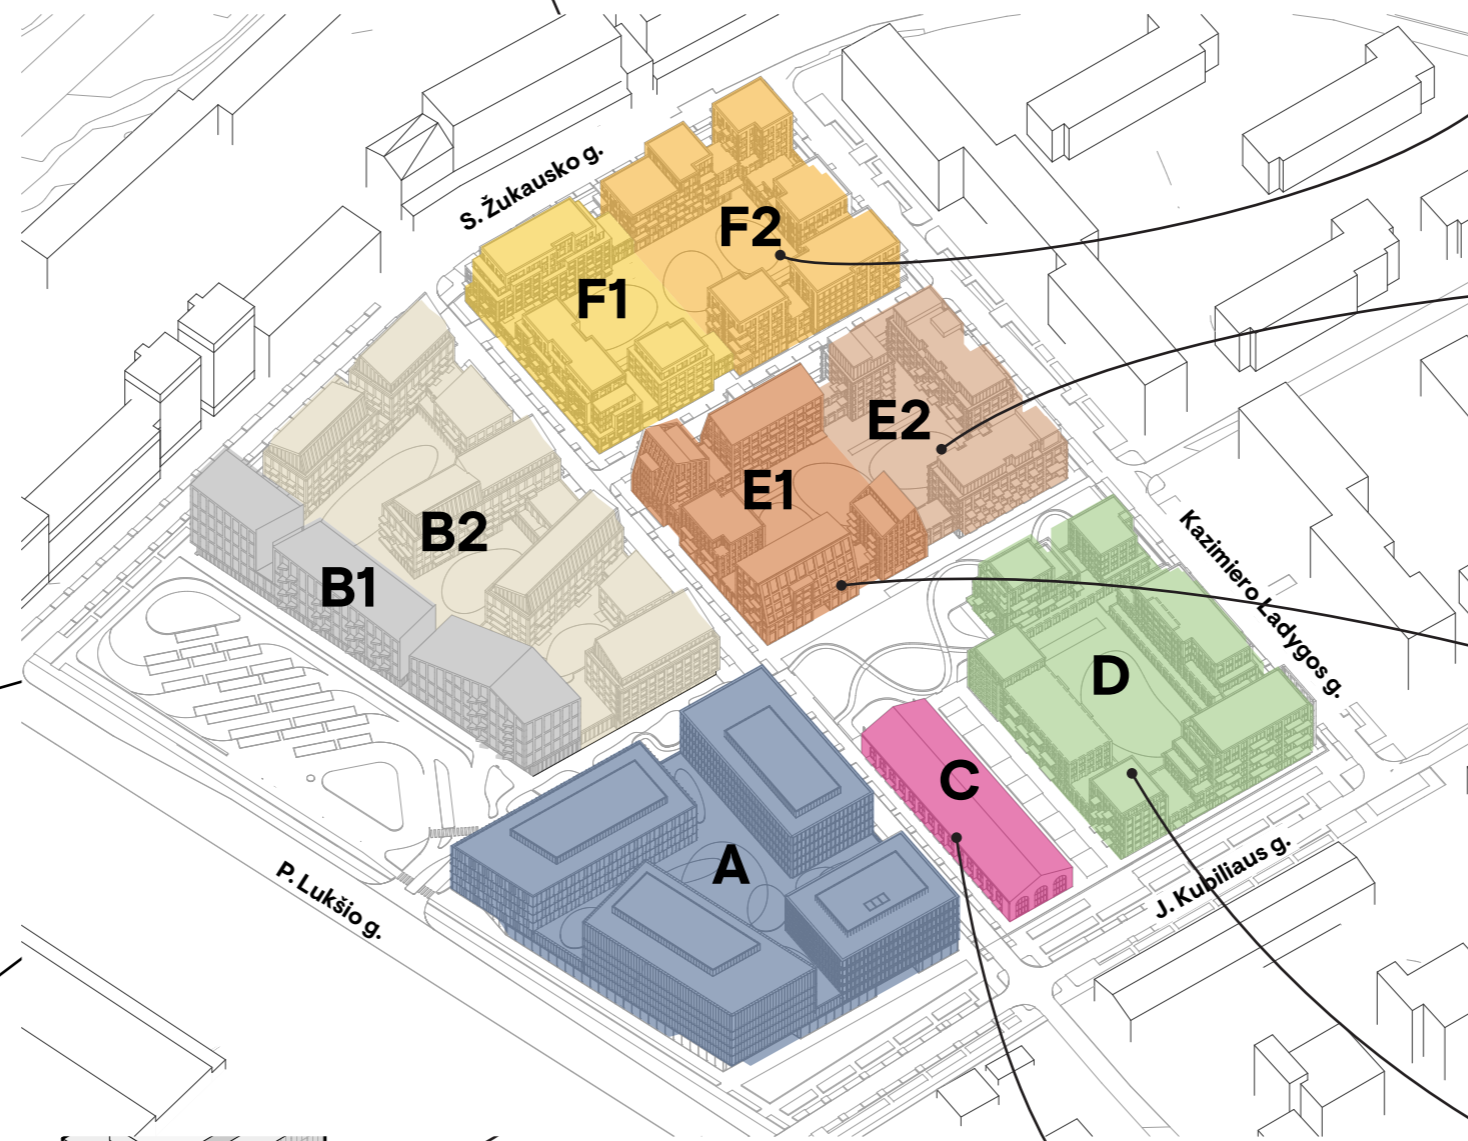 S. Žukausko g.
F2
F1
E2
E1
B2
B1
Kazimiero Ladygos g.
D
C
A
J. Kubiliaus g.
P. Lukšio g.